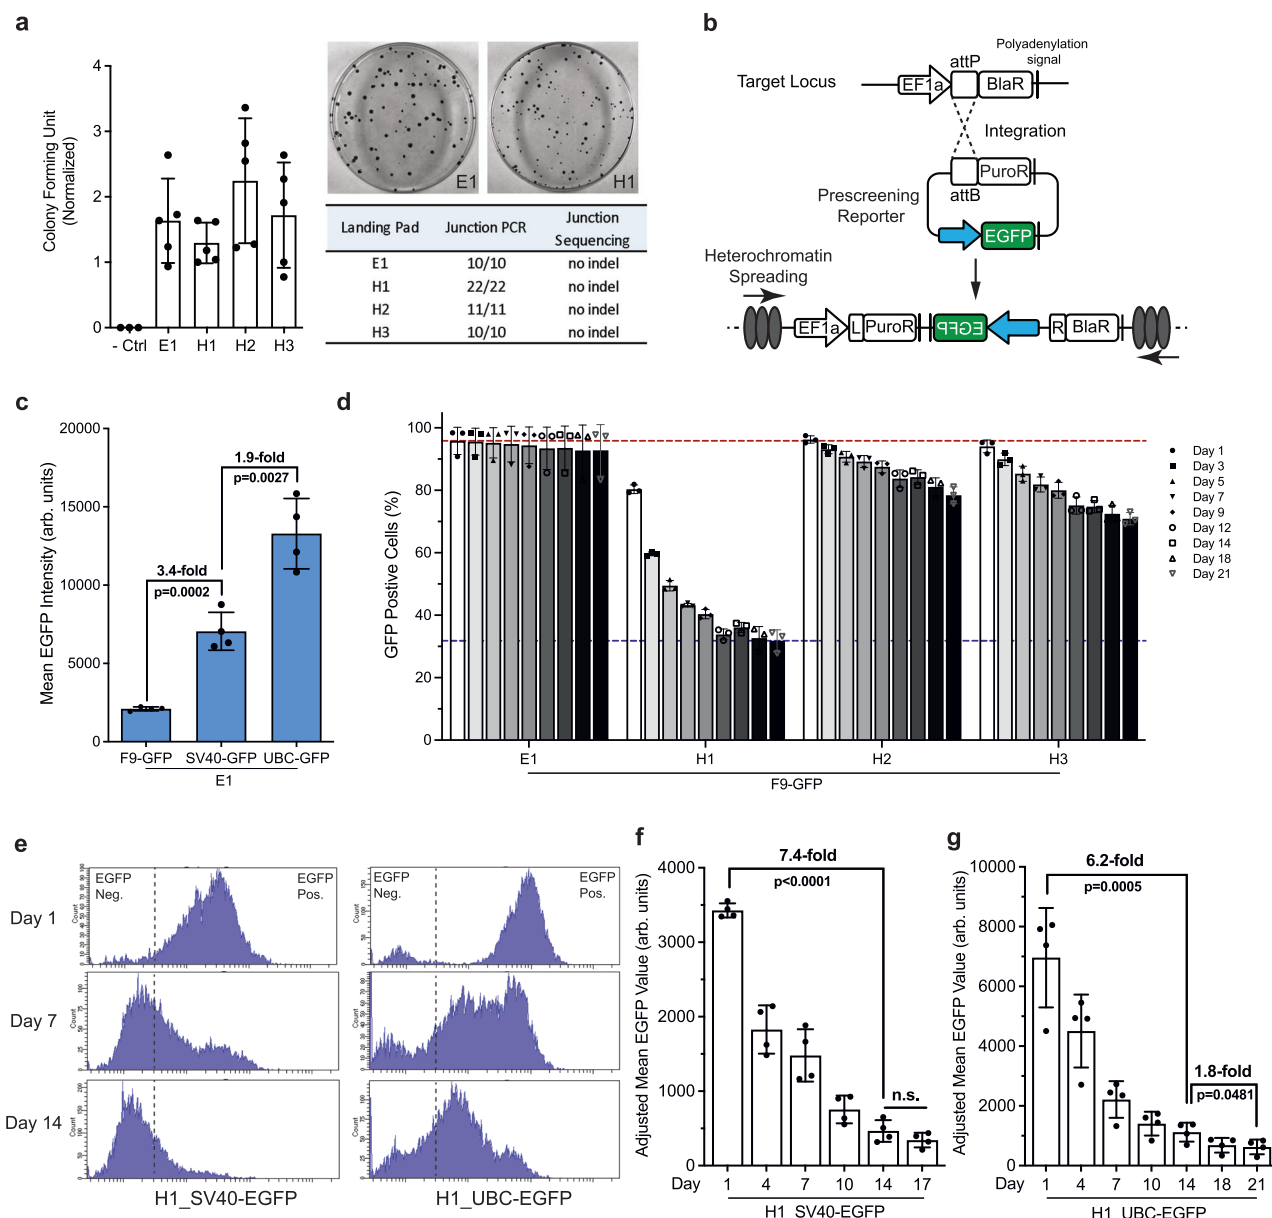 a
Colony Forming Unit
(Normalized)
4
3
2
1
0
- Ctrl E1 H1 H2 H3
E1
H1
Landing Pad Junction PCR Junction Sequencing
E1 10/10 no indel
H1 22/22 no indel
H2 11/11 no indel
H3 10/10 no indel
b
Target Locus
EF1a
attP
BlaR
Polyadenylation
signal
Integration
PuroR
attB
Prescreening
Reporter
EGFP
Heterochromatin
Spreading
EF1a L PuroR EGFP R BlaR
c
Mean EGFP Intensity (arb. units)
20000
15000
10000
5000
0
1.9-fold
p=0.0027
3.4-fold
p=0.0002
F9-GFP SV40-GFP UBC-GFP
E1
d
GFP Postive Cells (%)
100
80
60
40
20
0
E1 H1 H2 H3
F9-GFP
Day 1
Day 3
Day 5
Day 7
Day 9
Day 12
Day 14
Day 18
Day 21
e
Day 1
Day 7
Day 14
EGFP
Neg.
EGFP
Pos.
EGFP
Neg.
EGFP
Pos.
Count
Count
Count
Count
Count
Count
H1_SV40-EGFP
H1_UBC-EGFP
f
Adjusted Mean EGFP Value (arb. units)
4000
3000
2000
1000
0
7.4-fold
p<0.0001
n.s.
Day 1 4 7 10 14 17
H1_SV40-EGFP
g
Adjusted Mean EGFP Value (arb. units)
10000
8000
6000
4000
2000
0
6.2-fold
p=0.0005
1.8-fold
p=0.0481
Day 1 4 7 10 14 18 21
H1_UBC-EGFP